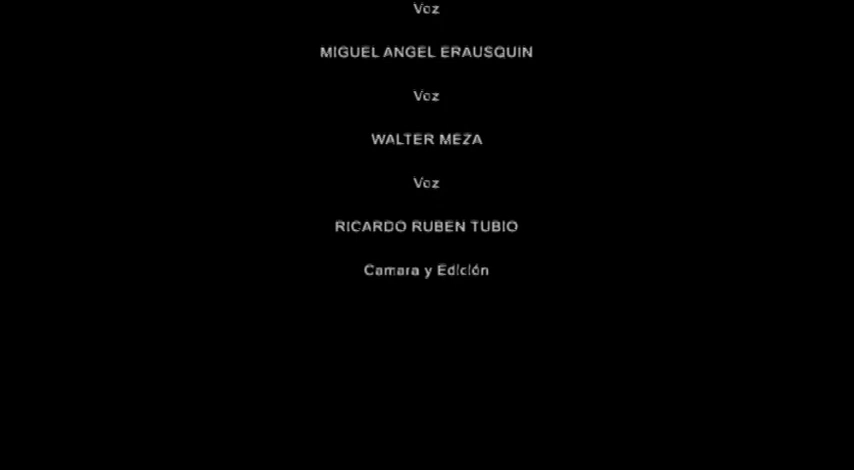 Voz
MIGUEL ANGEL ERAUSQUIN
Voz
WALTER MEZA
Voz
RICARDO RUBEN TUBIO
Camara y Edición